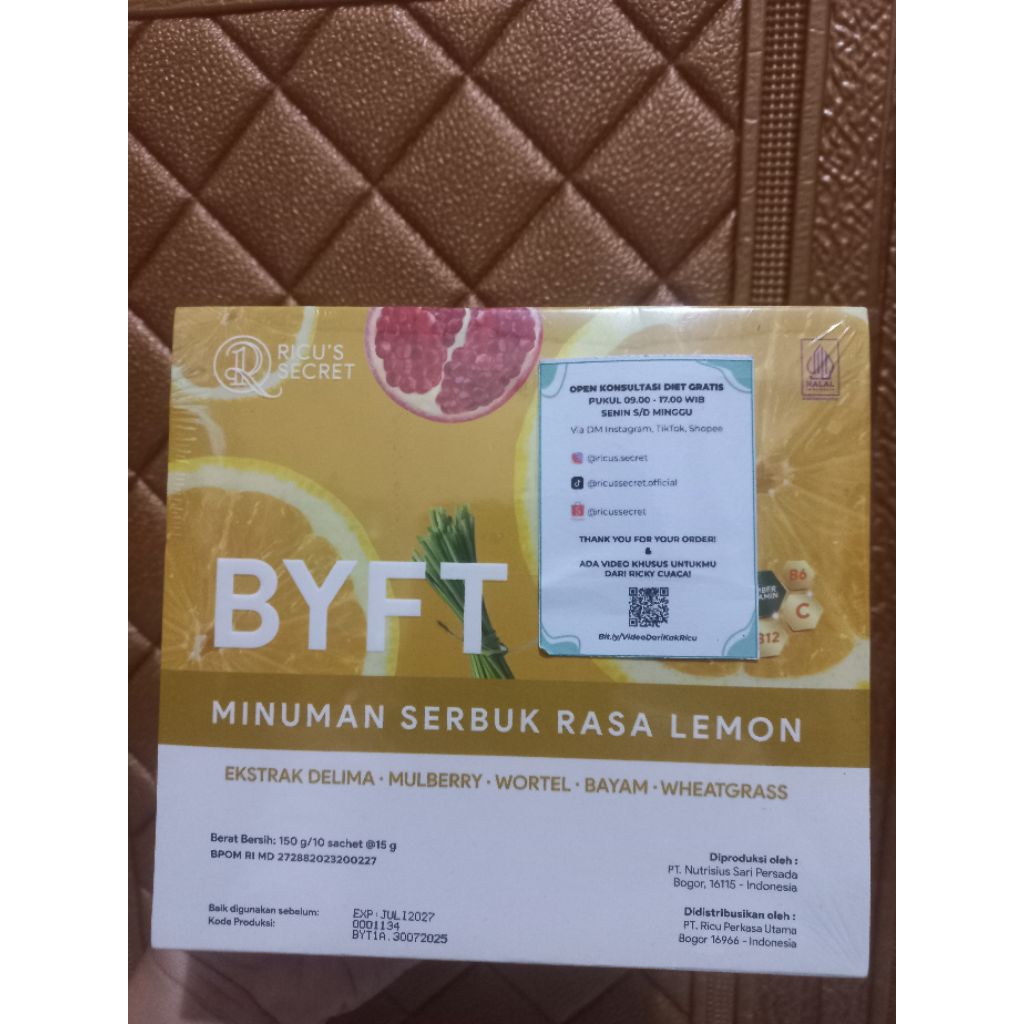 RICU'S
SECRET
HALAL
INDONESIA
OPEN KONSULTASI DIET GRATIS
PUKUL 09.00 - 17.00 WIB
SENIN S/D MINGGU
Via DM Instagram, TikTok, Shopee
@ricus.secret
@ricussecret.official
@ricussecret
THANK YOU FOR YOUR ORDER!
&
ADA VIDEO KHUSUS UNTUKMU
DARI RICKY CUACA!
Bit.ly/VideoDariKakRicu
B6
C
B12
BYFT
MINUMAN SERBUK RASA LEMON
EKSTRAK DELIMA · MULBERRY · WORTEL · BAYAM · WHEATGRASS
Berat Bersih: 150 g/10 sachet @15 g
BPOM RI MD 272882023200227
Baik digunakan sebelum: EXP:JULI2027
Kode Produksi: 0001134
BYT1A.30072025
Diproduksi oleh :
PT. Nutrisius Sari Persada
Bogor, 16115 - Indonesia
Didistribusikan oleh :
PT. Ricu Perkasa Utama
Bogor 16966 - Indonesia